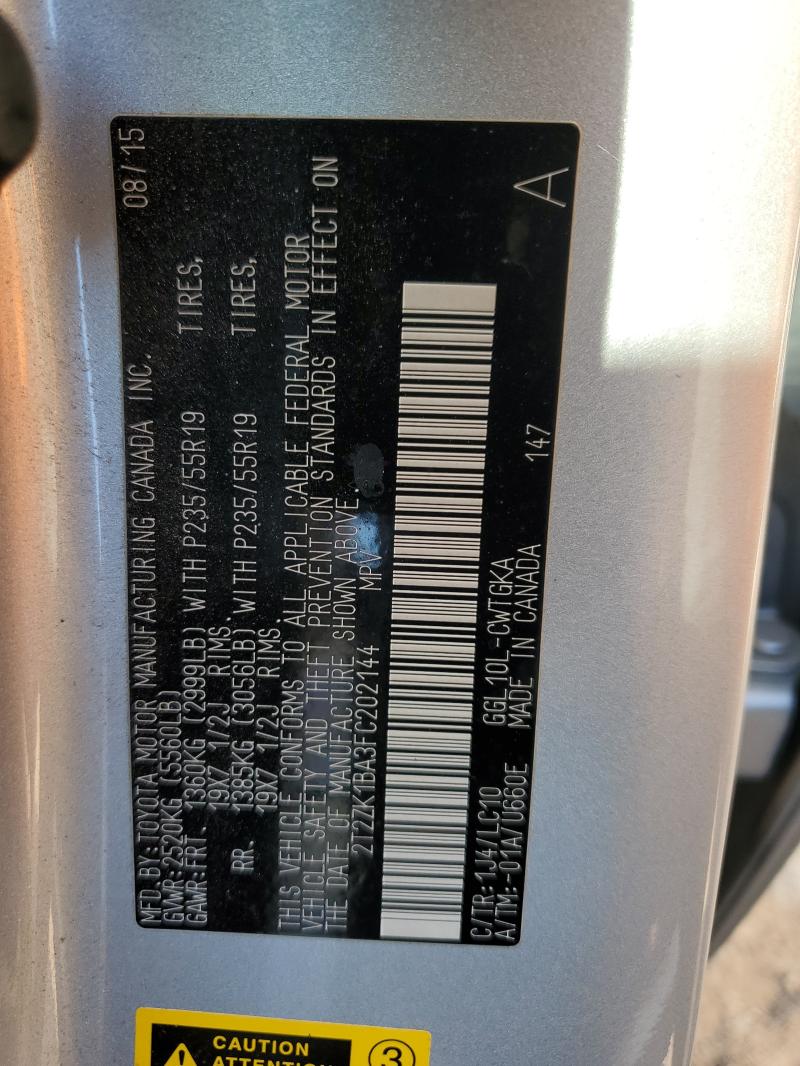 MFD.BY:TOYOTA MOTOR MANUFACTURING CANADA INC. 08/15
GVWR:2520KG(5560LB)
GAWR:FRT. 1360KG(2999LB) WITH P235/55R19 TIRES,
19X7 1/2J RIMS,
RR. 1385KG(3056LB) WITH P235/55R19 TIRES,
19X7 1/2J RIMS.
THIS VEHICLE CONFORMS TO ALL APPLICABLE FEDERAL MOTOR
VEHICLE SAFETY AND THEFT PREVENTION STANDARDS IN EFFECT ON
THE DATE OF MANUFACTURE SHOWN ABOVE.
2T2ZK1BA3FC202144 MPV
C/TR:1J4/LC10 GGL10L-CWTGKA A
A/TM:-01A/U660E MADE IN CANADA 147
CAUTION
ATTENTION
3